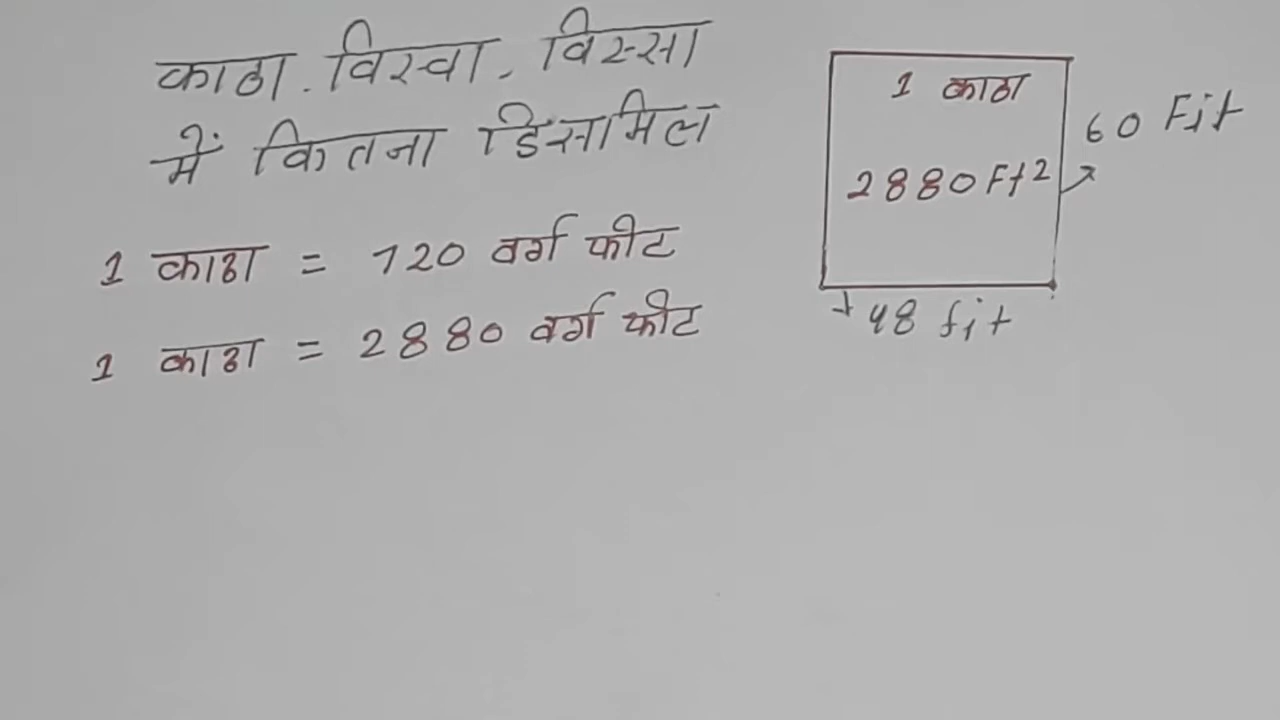 काठा. विस्वा, विस्सा
में कितना डिसमिल
1 काठा = 720 वर्ग फीट
1 काठा = 2880 वर्ग फीट
1 काठा
2880 Ft2
60 Fit
48 fit